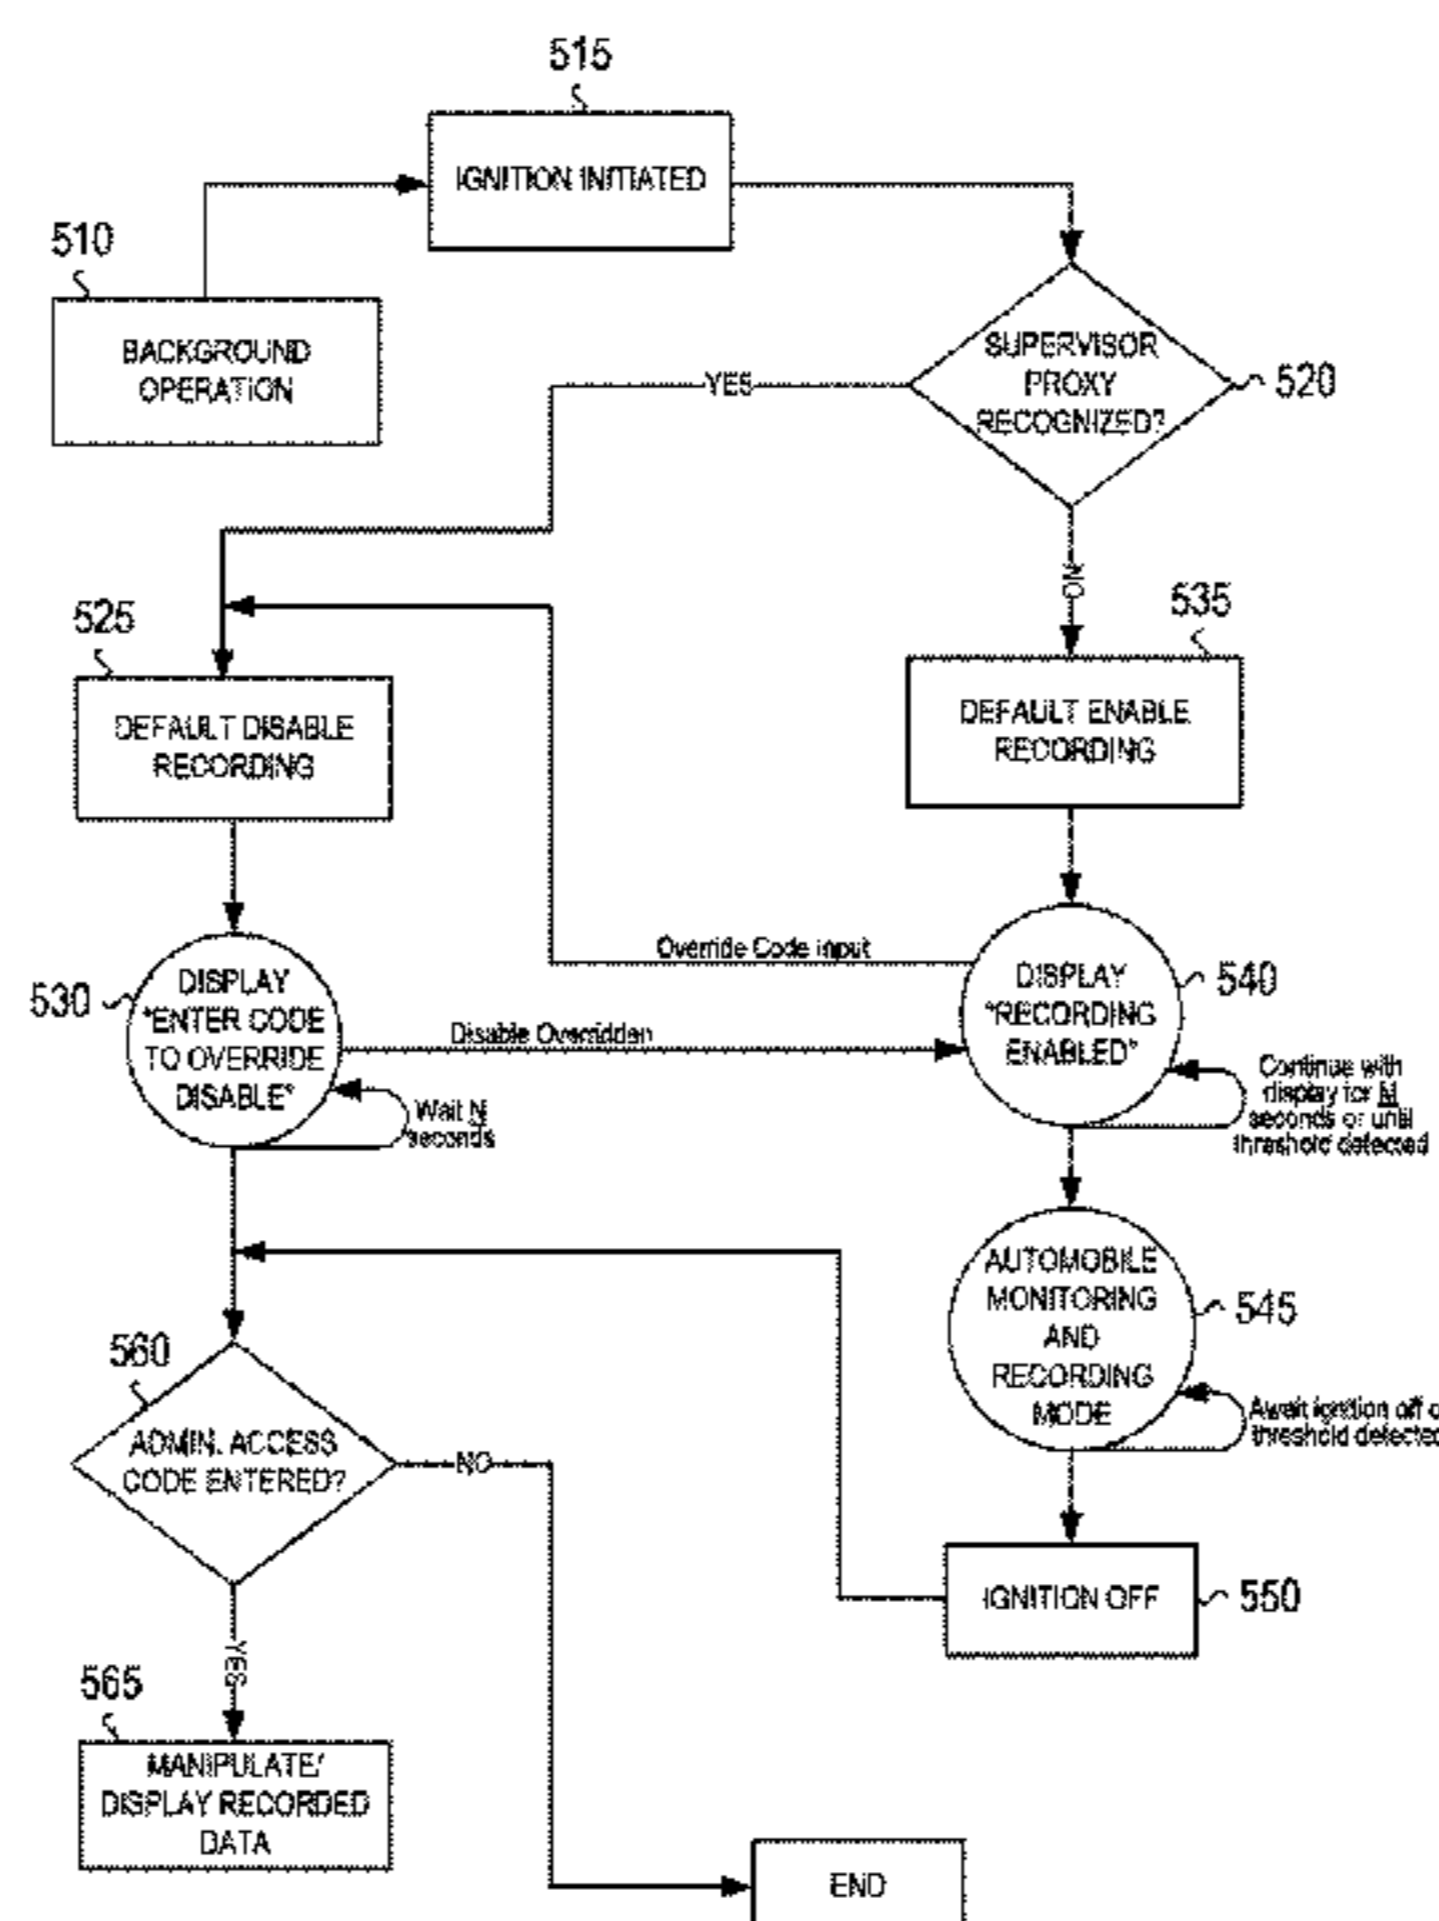 515
IGNITION INITIATED
510
BACKGROUND
OPERATION
SUPERVISOR
PROXY
RECOGNIZED?
520
YES
NO
525
DEFAULT DISABLE
RECORDING
535
DEFAULT ENABLE
RECORDING
Override Code input
530
DISPLAY
"ENTER CODE
TO OVERRIDE
DISABLE"
Disable Overridden
Wait N
seconds
540
DISPLAY
"RECORDING
ENABLED"
Continue with
display for M
seconds or until
threshold detected
AUTOMOBILE
MONITORING
AND
RECORDING
MODE
545
Await ignition off o
threshold detected
560
ADMIN. ACCESS
CODE ENTERED?
NO
YES
IGNITION OFF
550
565
MANIPULATE/
DISPLAY RECORDED
DATA
END